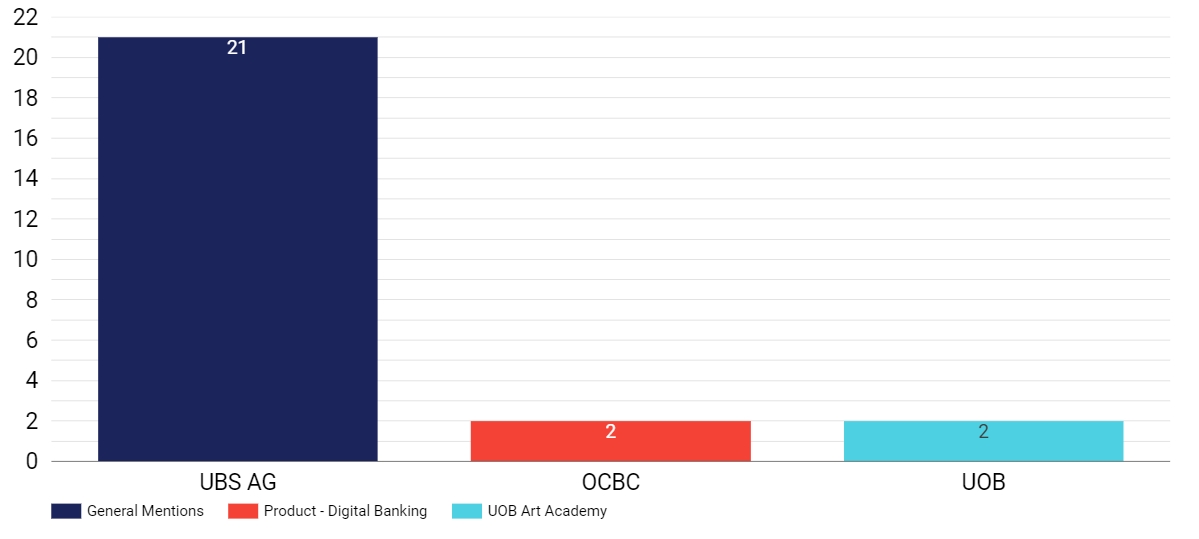 22
20
18
16
14
12
10
8
6
4
2
0
21
2
2
UBS AG
OCBC
UOB
General Mentions
Product - Digital Banking
UOB Art Academy